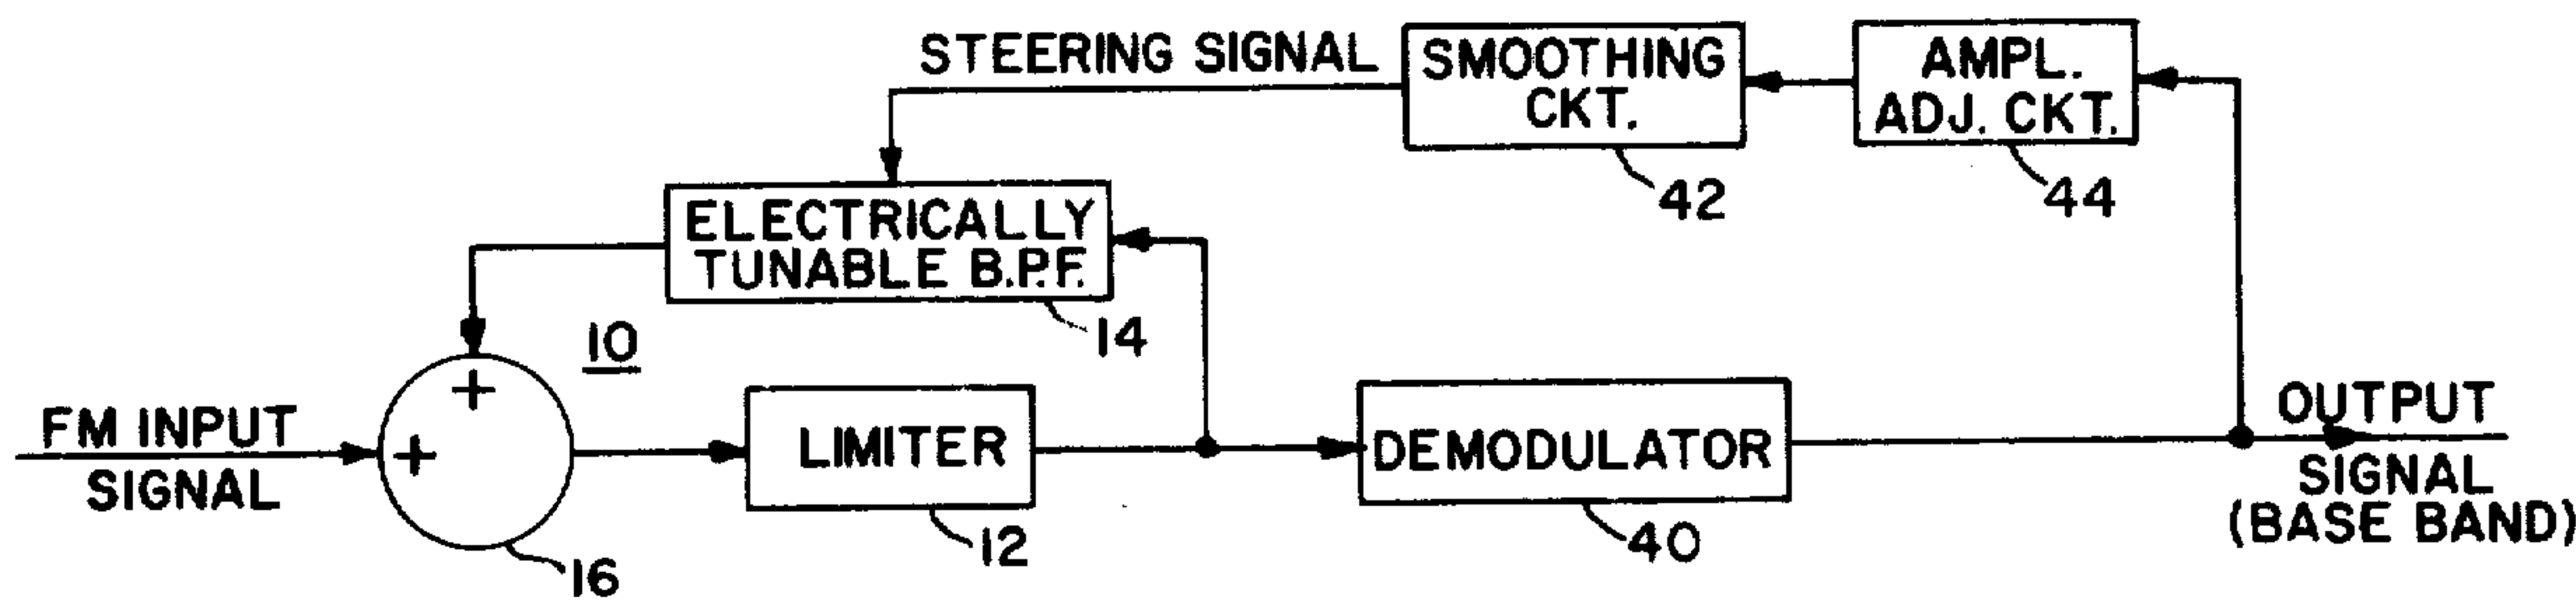 STEERING SIGNAL
SMOOTHING
CKT.
42
AMPL.
ADJ. CKT.
44
ELECTRICALLY
TUNABLE B.P.F.
14
10
FM INPUT
SIGNAL
+
+
16
LIMITER
12
DEMODULATOR
40
OUTPUT
SIGNAL
(BASE BAND)